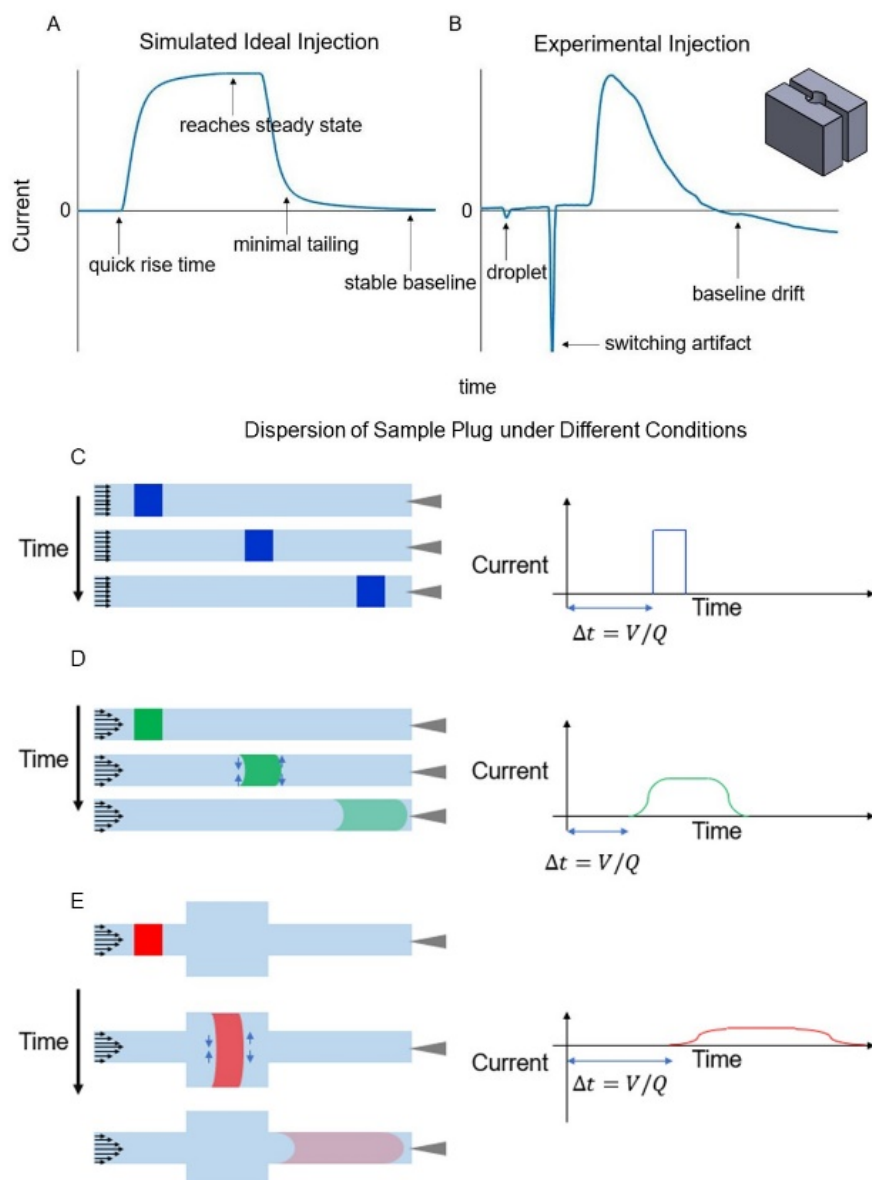 A
Simulated Ideal Injection
B
Experimental Injection
Current
0
reaches steady state
quick rise time
minimal tailing
stable baseline
0
droplet
baseline drift
switching artifact
time
Dispersion of Sample Plug under Different Conditions
C
Time
Current
Time
Δt = V/Q
D
Time
Current
Time
Δt = V/Q
E
Time
Current
Time
Δt = V/Q